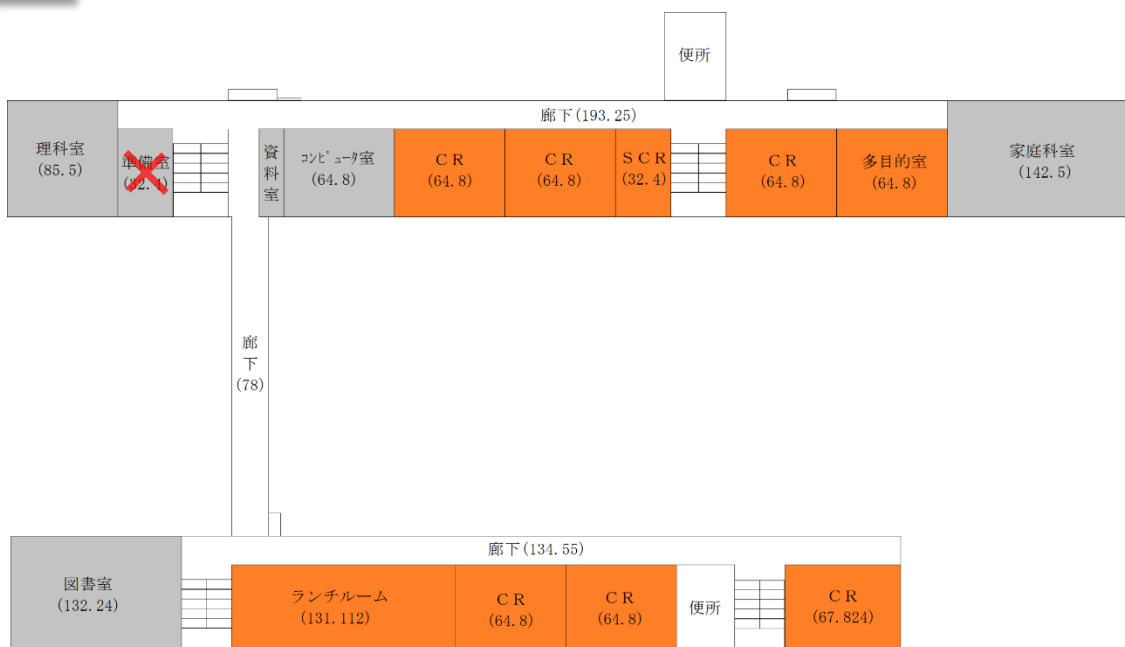 便所
廊下(193.25)
理科室
(85.5)
準備室
(32.4)
資料室
コンピュータ室
(64.8)
CR
(64.8)
CR
(64.8)
SCR
(32.4)
CR
(64.8)
多目的室
(64.8)
家庭科室
(142.5)
廊下
(78)
廊下(134.55)
図書室
(132.24)
ランチルーム
(131.112)
CR
(64.8)
CR
(64.8)
便所
CR
(67.824)